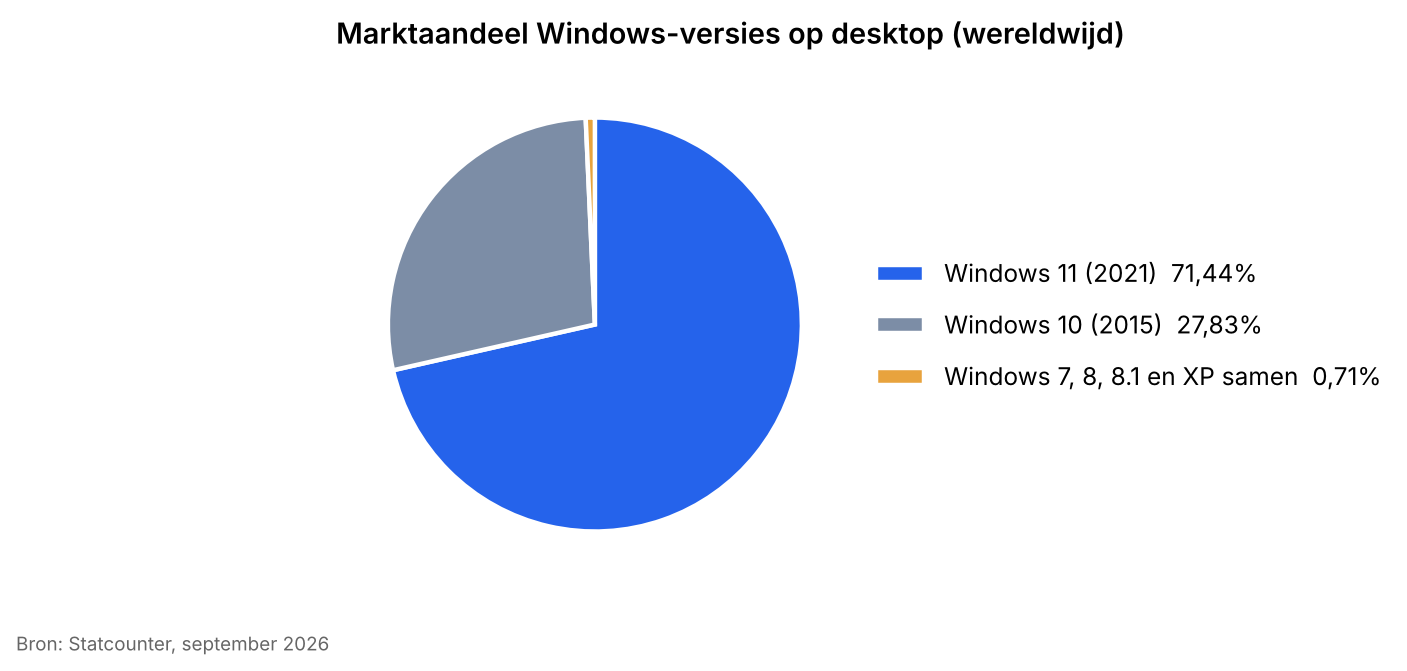 Marktaandeel Windows-versies op desktop (wereldwijd)
Windows 11 (2021) 71,44%
Windows 10 (2015) 27,83%
Windows 7, 8, 8.1 en XP samen 0,71%
Bron: Statcounter, september 2026